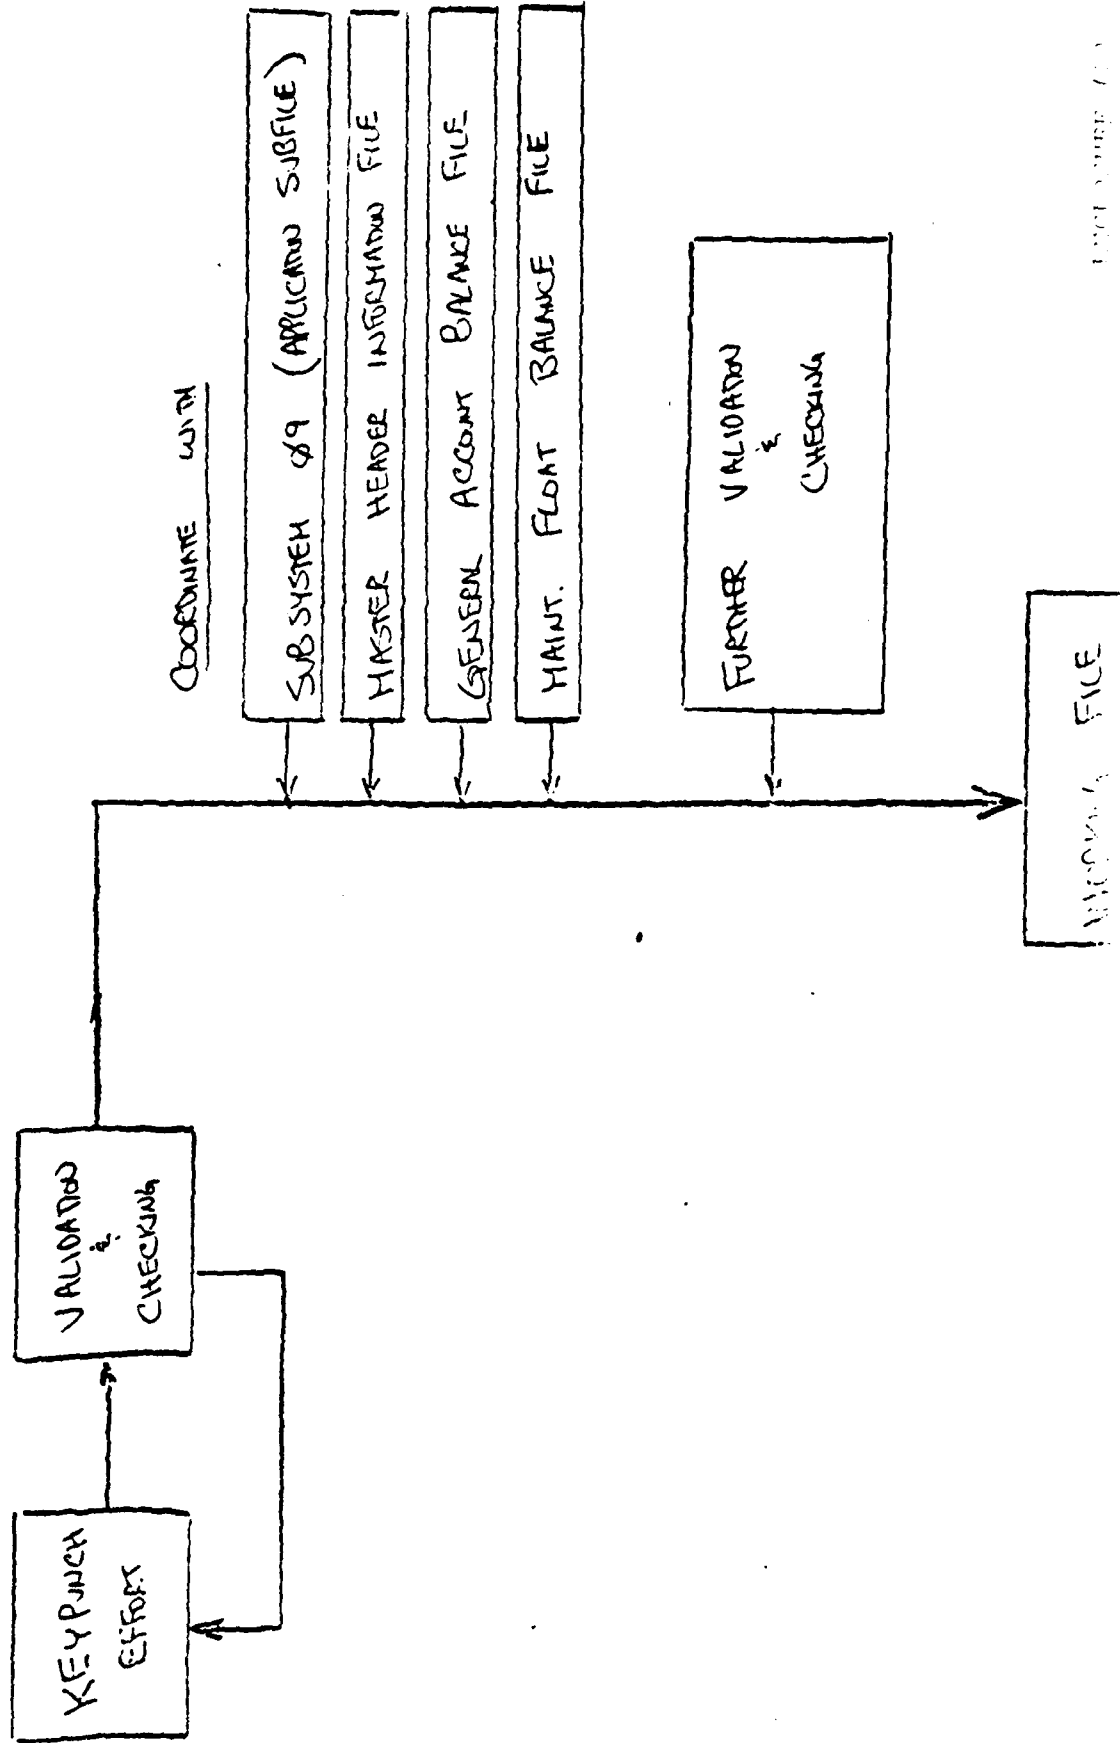 KEYPUNCH
EFFORT
VALIDATION
&
CHECKING
COORDINATE WITH
SUBSYSTEM Ø9 (APPLICATION SUBFILE)
MASTER HEADER INFORMATION FILE
GENERAL ACCOUNT BALANCE FILE
MAINT. FLOAT BALANCE FILE
FURTHER VALIDATION
&
CHECKING
FILE